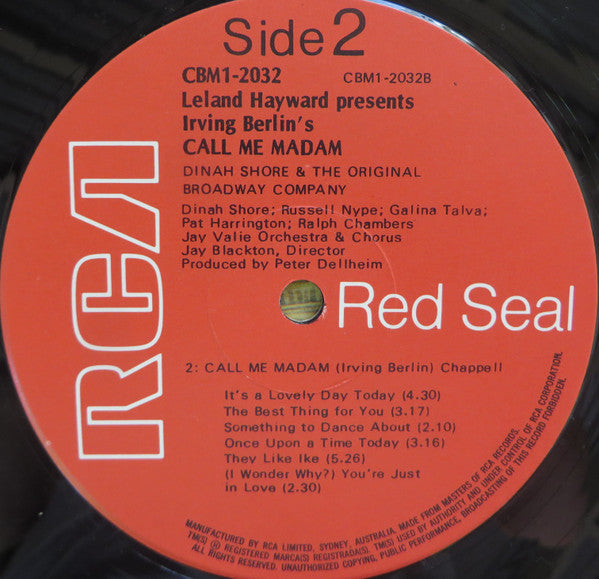 Side 2
CBM1-2032 CBM1-2032B
Leland Hayward presents
Irving Berlin's
CALL ME MADAM
DINAH SHORE & THE ORIGINAL
BROADWAY COMPANY
Dinah Shore; Russell Nype; Galina Talva;
Pat Harrington; Ralph Chambers
Jay Valie Orchestra & Chorus
Jay Blackton, Director
Produced by Peter Dellheim
RCA
Red Seal
2: CALL ME MADAM (Irving Berlin) Chappell
It's a Lovely Day Today (4.30)
The Best Thing for You (3.17)
Something to Dance About (2.10)
Once Upon a Time Today (3.16)
They Like Ike (5.26)
(I Wonder Why?) You're Just
in Love (2.30)
MANUFACTURED BY RCA LIMITED, SYDNEY, AUSTRALIA. MADE FROM MASTERS OF RCA RECORDS.
TM(S) ® REGISTERED MARCA(S) REGISTRADA(S). TM(S) USED BY AUTHORITY AND UNDER CONTROL OF RCA CORPORATION.
ALL RIGHTS RESERVED. UNAUTHORIZED COPYING, PUBLIC PERFORMANCE, BROADCASTING OF THIS RECORD FORBIDDEN.